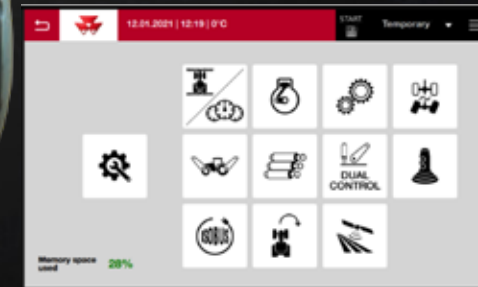 12.01.2021 | 12:19 | 0°C
START
Temporary
DUAL
CONTROL
ISOBUS
Memory space
used
28%